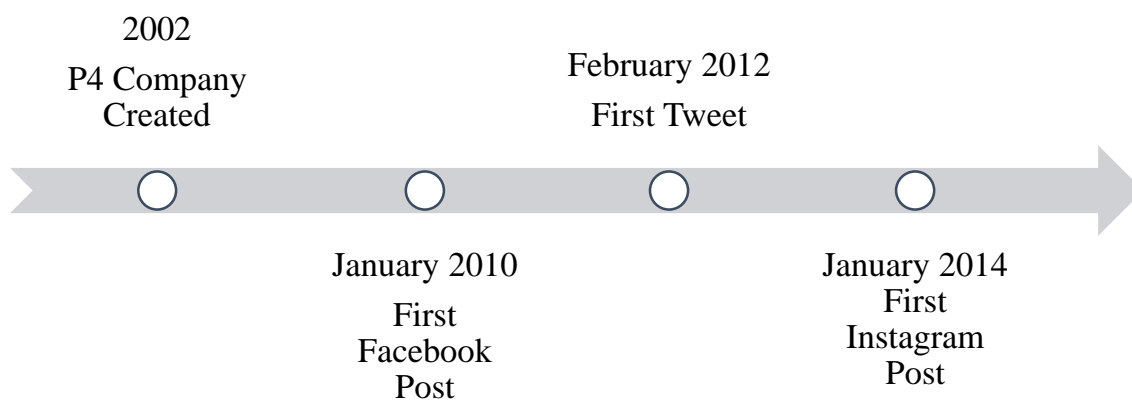 2002
P4 Company
Created
January 2010
First
Facebook
Post
February 2012
First Tweet
January 2014
First
Instagram
Post